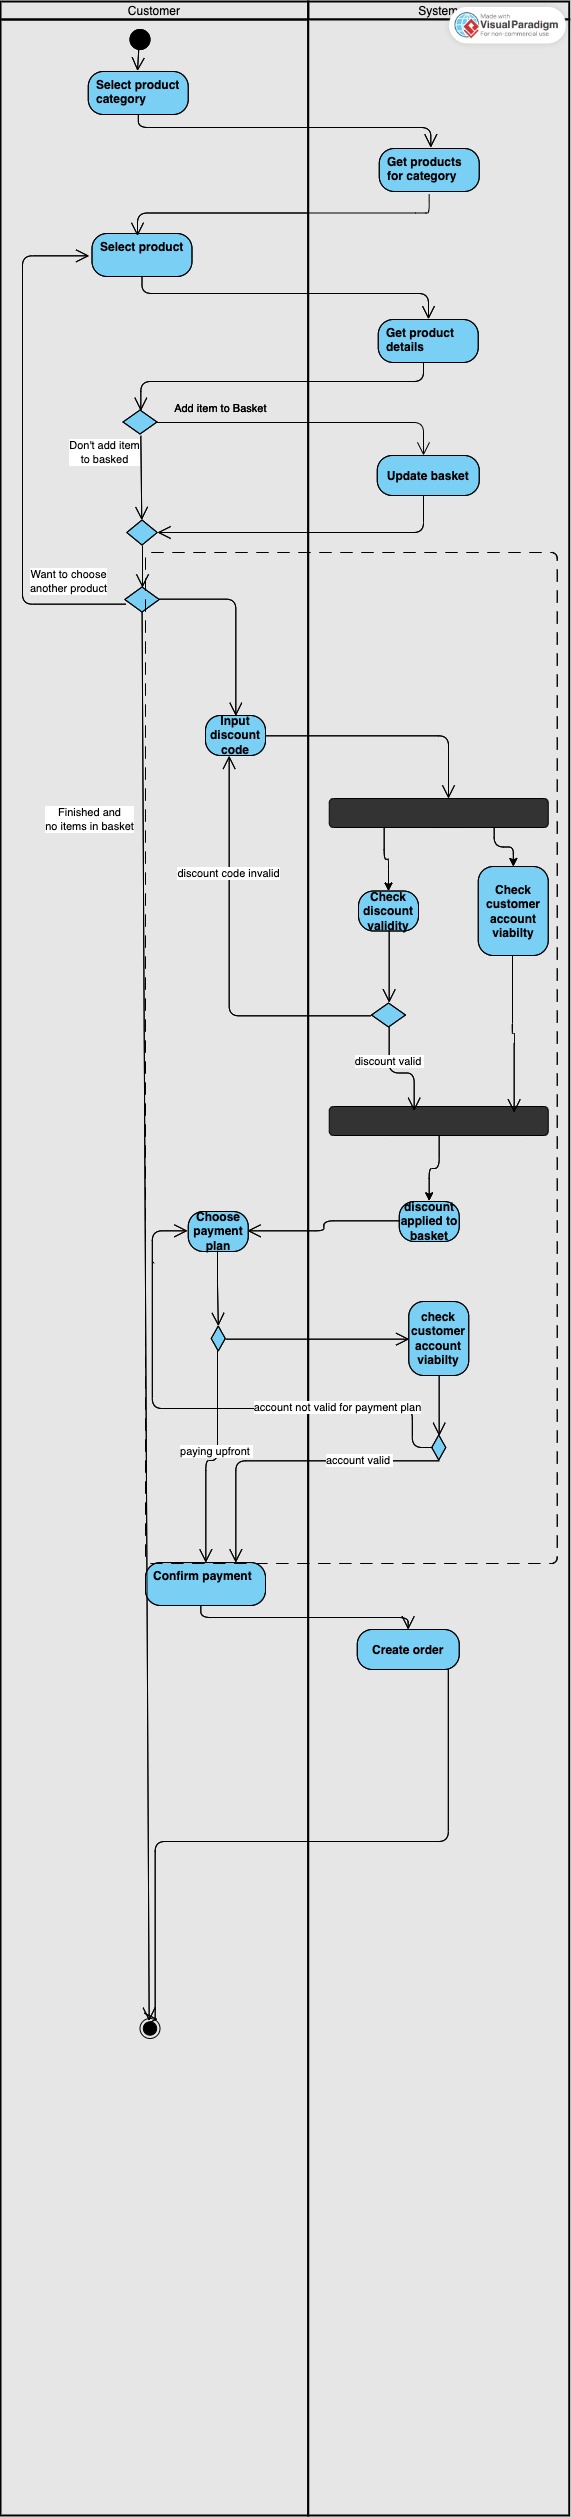 Customer
System
Made with
VisualParadigm
For non-commercial use
Select product
category
Get products
for category
Select product
Get product
details
Add item to Basket
Don't add item
to basked
Update basket
Want to choose
another product
Input
discount
code
Finished and
no items in basket
discount code invalid
Check
discount
validity
Check
customer
account
viabilty
discount valid
discount
applied to
basket
Choose
payment
plan
check
customer
account
viabilty
account not valid for payment plan
paying upfront
account valid
Confirm payment
Create order